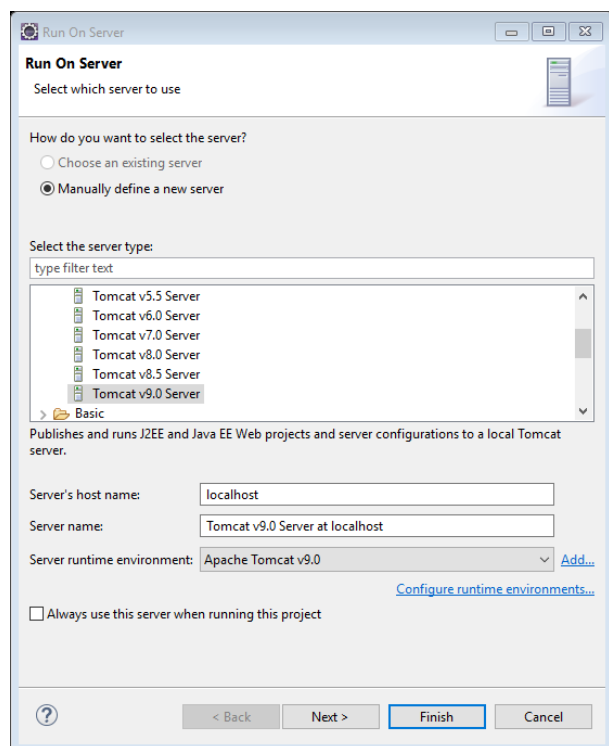 Run On Server
Run On Server
Select which server to use
How do you want to select the server?
Choose an existing server
Manually define a new server
Select the server type:
type filter text
Tomcat v5.5 Server
Tomcat v6.0 Server
Tomcat v7.0 Server
Tomcat v8.0 Server
Tomcat v8.5 Server
Tomcat v9.0 Server
Basic
Publishes and runs J2EE and Java EE Web projects and server configurations to a local Tomcat
server.
Server's host name: localhost
Server name: Tomcat v9.0 Server at localhost
Server runtime environment: Apache Tomcat v9.0 Add...
Configure runtime environments...
Always use this server when running this project
? < Back Next > Finish Cancel